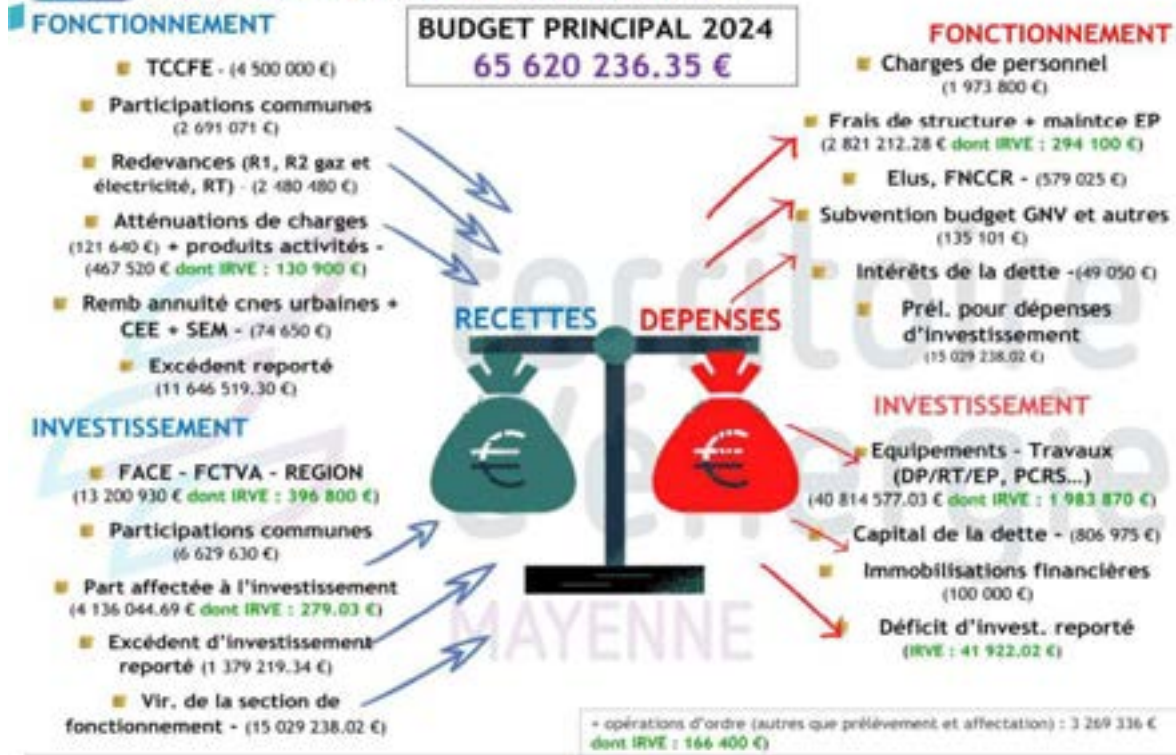 FONCTIONNEMENT
TCCFE - (4 500 000 €)
Participations communes
(2 691 071 €)
Redevances (R1, R2 gaz et
électricité, RT) - (2 480 480 €)
Atténuations de charges
(121 640 €) + produits activités -
(467 520 € dont IRVE : 130 900 €)
Remb annuité cnes urbaines +
CEE + SEM - (74 650 €)
Excédent reporté
(11 646 519.30 €)
INVESTISSEMENT
FACE - FCTVA - REGION
(13 200 930 € dont IRVE : 396 800 €)
Participations communes
(6 629 630 €)
Part affectée à l'investissement
(4 136 044.69 € dont IRVE : 279.03 €)
Excédent d'investissement
reporté (1 379 219.34 €)
Vir. de la section de
fonctionnement - (15 029 238.02 €)
BUDGET PRINCIPAL 2024
65 620 236.35 €
RECETTES
DEPENSES
€
€
territoire
d'énergie
MAYENNE
FONCTIONNEMENT
Charges de personnel
(1 973 800 €)
Frais de structure + maintce EP
(2 821 212.28 € dont IRVE : 294 100 €)
Elus, FNCCR - (579 025 €)
Subvention budget GNV et autres
(135 101 €)
Intérêts de la dette -(49 050 €)
Prél. pour dépenses
d'investissement
(15 029 238.02 €)
INVESTISSEMENT
Equipements - Travaux
(DP/RT/EP, PCRS...)
(40 814 577.03 € dont IRVE : 1 983 870 €)
Capital de la dette - (806 975 €)
Immobilisations financières
(100 000 €)
Déficit d'invest. reporté
(IRVE : 41 922.02 €)
+ opérations d'ordre (autres que prélèvement et affectation) : 3 269 336 €
dont IRVE : 166 400 €)